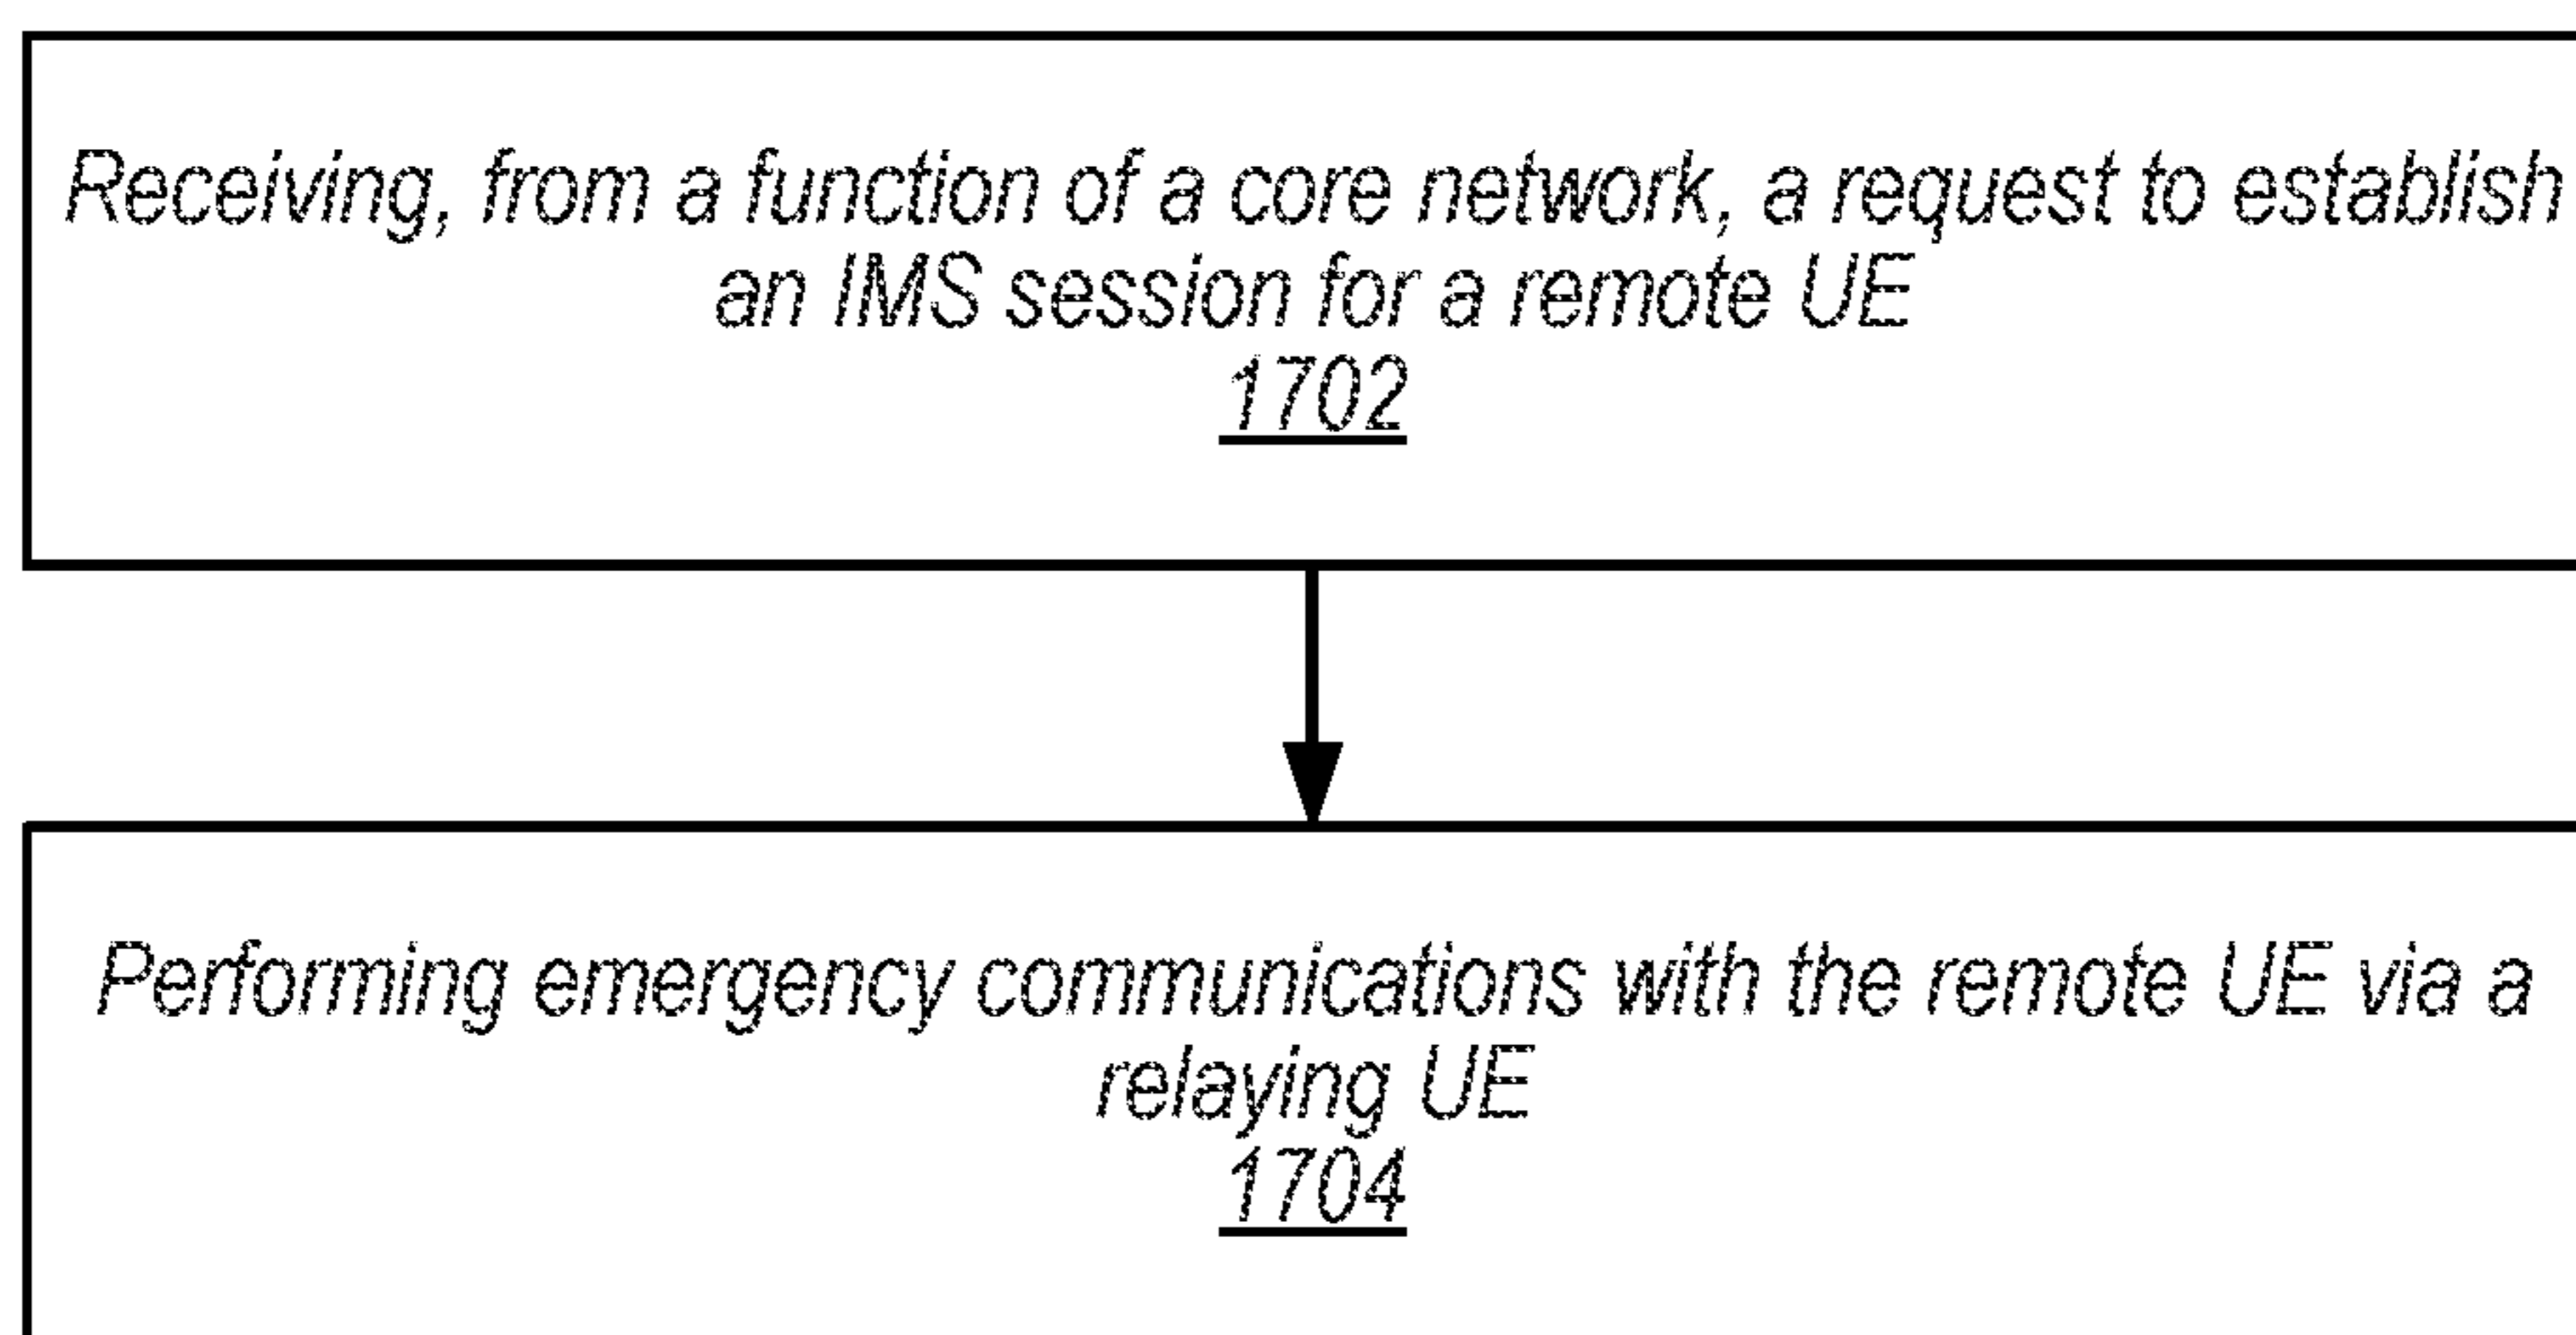 Receiving, from a function of a core network, a request to establish
an IMS session for a remote UE
1702
Performing emergency communications with the remote UE via a
relaying UE
1704